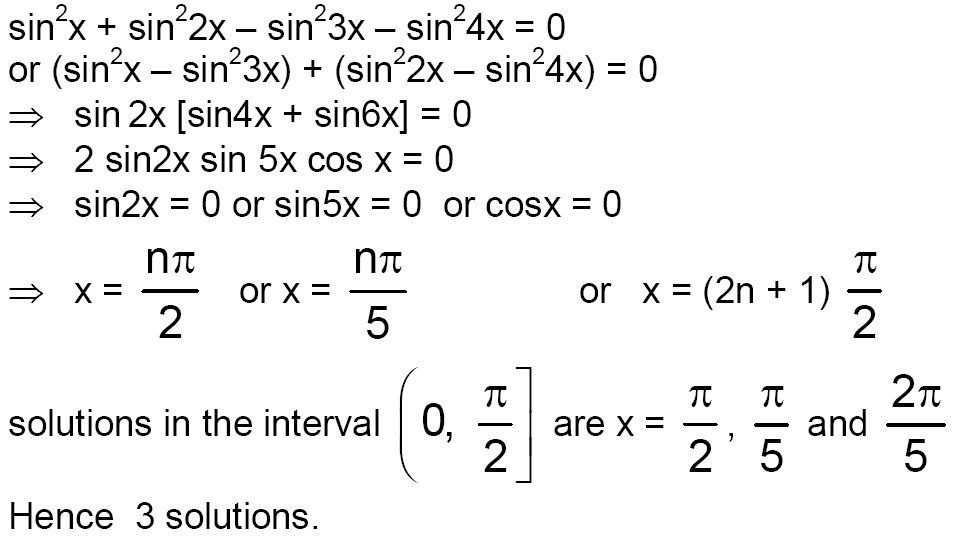 sin²x + sin²2x – sin²3x – sin²4x = 0
or (sin²x – sin²3x) + (sin²2x – sin²4x) = 0
⇒ sin 2x [sin4x + sin6x] = 0
⇒ 2 sin2x sin 5x cos x = 0
⇒ sin2x = 0 or sin5x = 0 or cosx = 0
⇒ x = nπ/2 or x = nπ/5 or x = (2n + 1) π/2
solutions in the interval (0, π/2] are x = π/2, π/5 and 2π/5
Hence 3 solutions.